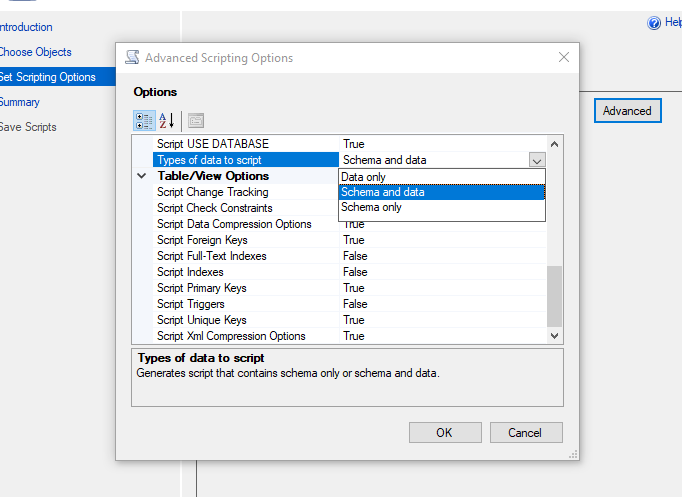 ntroduction
Choose Objects
Set Scripting Options
Summary
Save Scripts
Help
Advanced
Advanced Scripting Options
Options
Script USE DATABASE True
Types of data to script Schema and data
Data only
Schema and data
Schema only
Table/View Options
Script Change Tracking
Script Check Constraints
Script Data Compression Options True
Script Foreign Keys True
Script Full-Text Indexes False
Script Indexes False
Script Primary Keys True
Script Triggers False
Script Unique Keys True
Script Xml Compression Options True
Types of data to script
Generates script that contains schema only or schema and data.
OK
Cancel